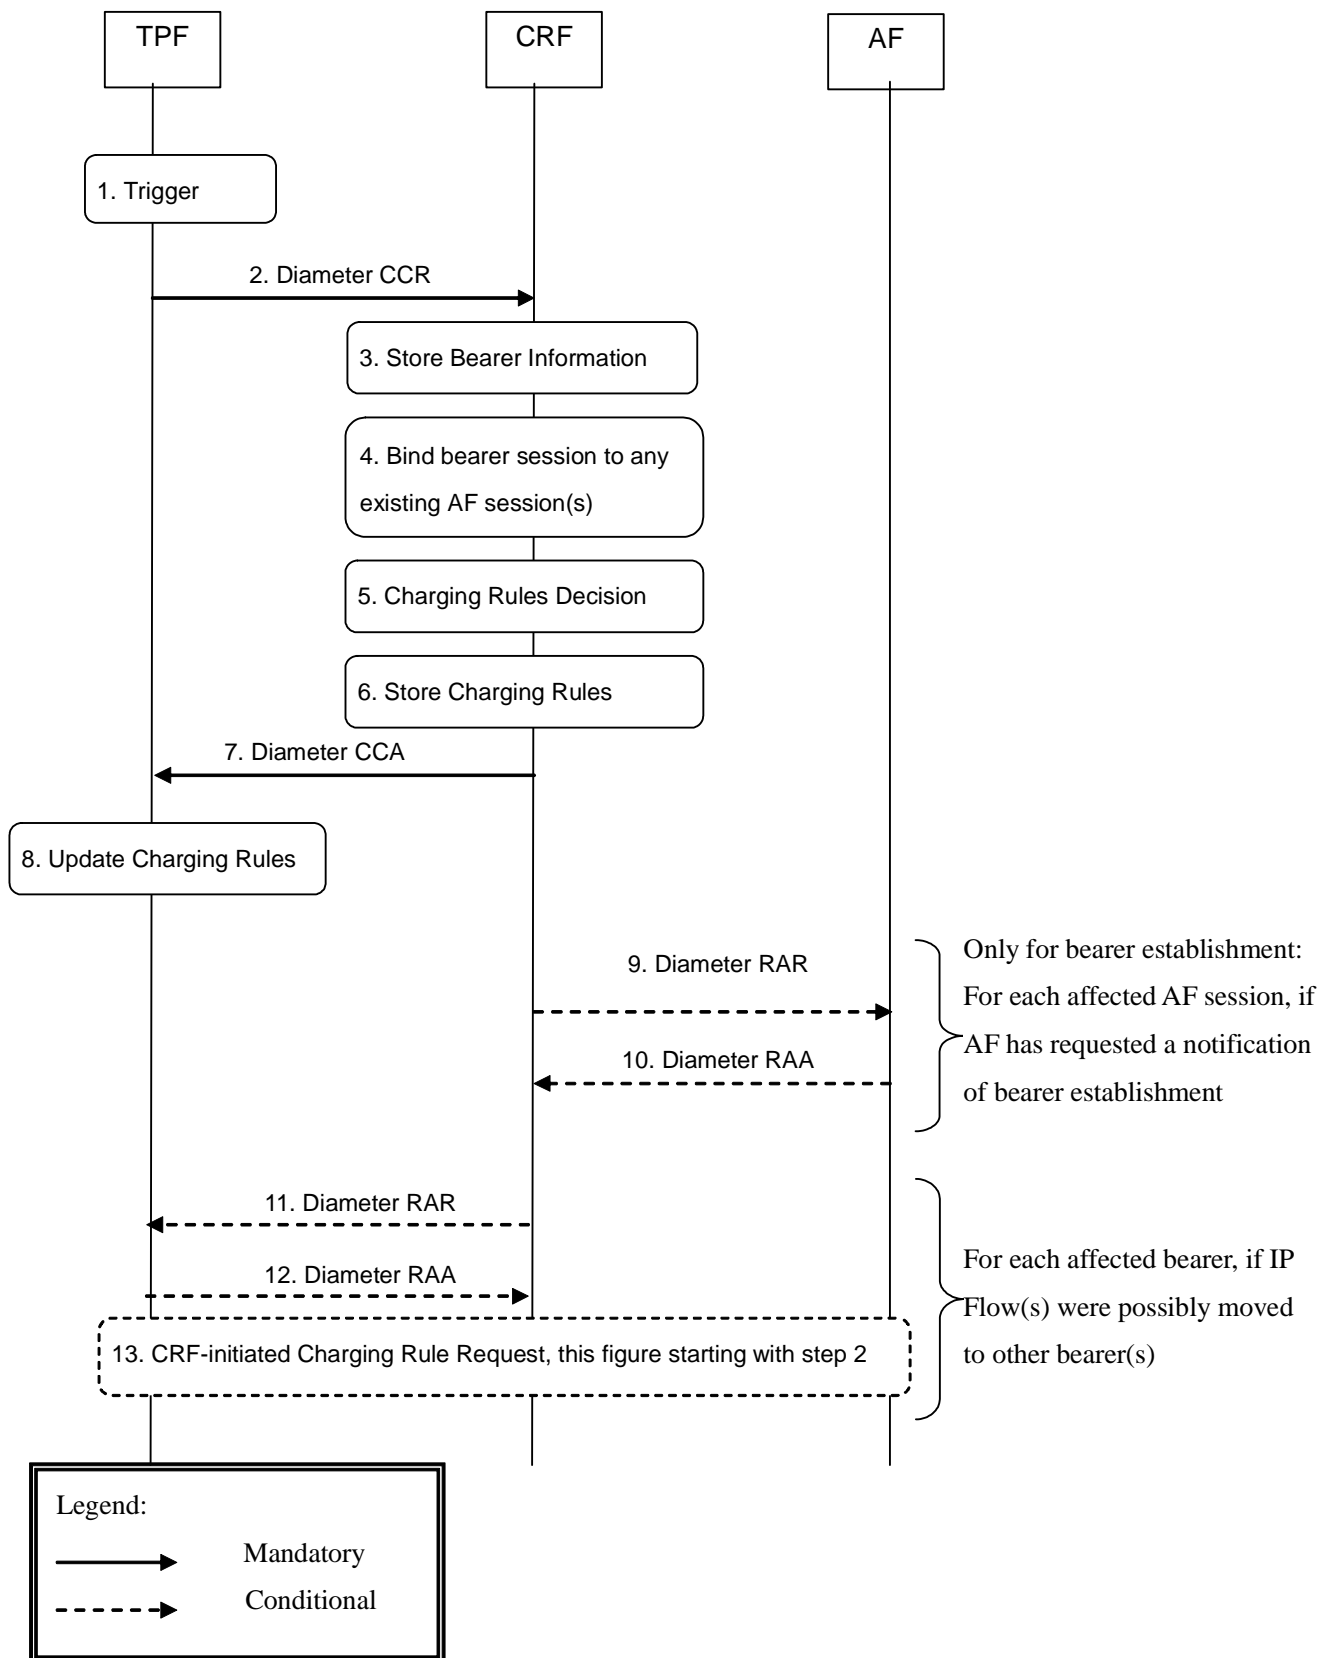 TPF
CRF
AF
1. Trigger
2. Diameter CCR
3. Store Bearer Information
4. Bind bearer session to any
existing AF session(s)
5. Charging Rules Decision
6. Store Charging Rules
7. Diameter CCA
8. Update Charging Rules
9. Diameter RAR
10. Diameter RAA
Only for bearer establishment:
For each affected AF session, if
AF has requested a notification
of bearer establishment
11. Diameter RAR
12. Diameter RAA
13. CRF-initiated Charging Rule Request, this figure starting with step 2
For each affected bearer, if IP
Flow(s) were possibly moved
to other bearer(s)
Legend:
Mandatory
Conditional